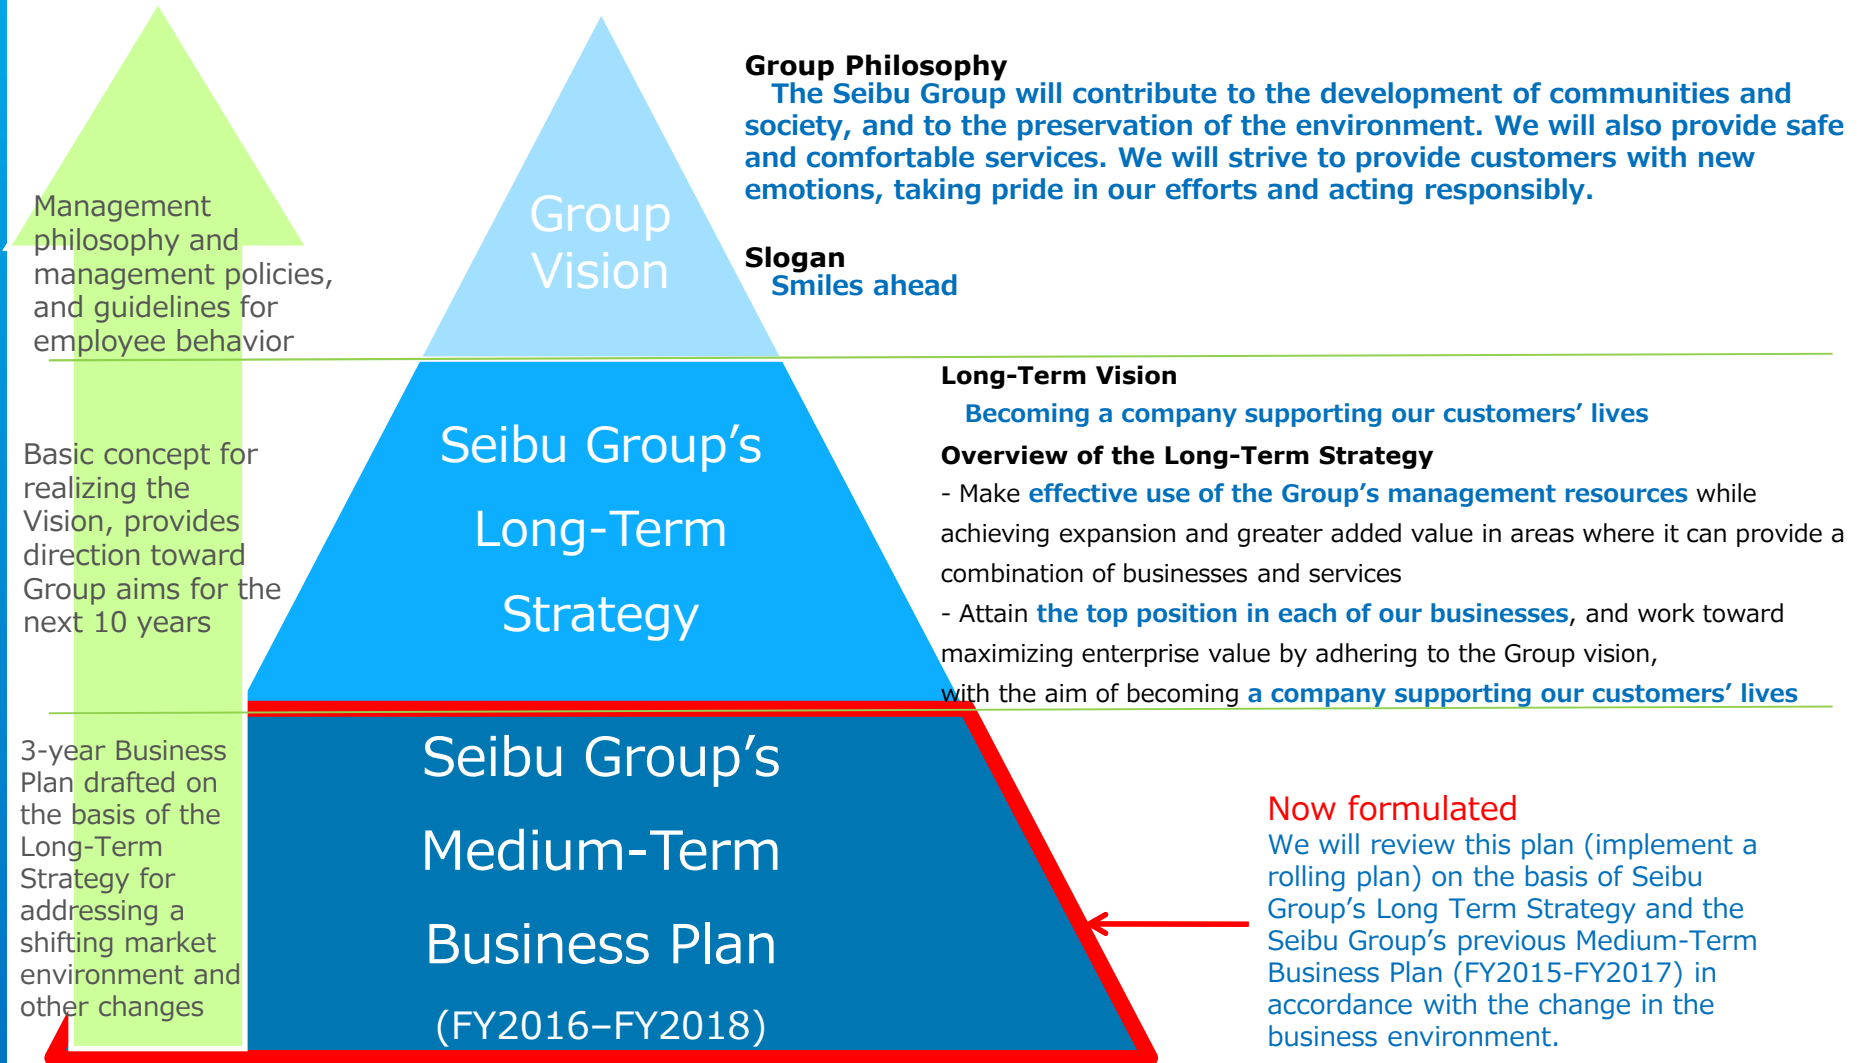 Group Philosophy
The Seibu Group will contribute to the development of communities and
society, and to the preservation of the environment. We will also provide safe
and comfortable services. We will strive to provide customers with new
emotions, taking pride in our efforts and acting responsibly.
Slogan
Smiles ahead
Management
philosophy and
management policies,
and guidelines for
employee behavior
Group
Vision
Long-Term Vision
Becoming a company supporting our customers’ lives
Overview of the Long-Term Strategy
- Make effective use of the Group’s management resources while
achieving expansion and greater added value in areas where it can provide a
combination of businesses and services
- Attain the top position in each of our businesses, and work toward
maximizing enterprise value by adhering to the Group vision,
with the aim of becoming a company supporting our customers’ lives
Basic concept for
realizing the
Vision, provides
direction toward
Group aims for the
next 10 years
Seibu Group’s
Long-Term
Strategy
3-year Business
Plan drafted on
the basis of the
Long-Term
Strategy for
addressing a
shifting market
environment and
other changes
Seibu Group’s
Medium-Term
Business Plan
(FY2016–FY2018)
Now formulated
We will review this plan (implement a
rolling plan) on the basis of Seibu
Group’s Long Term Strategy and the
Seibu Group’s previous Medium-Term
Business Plan (FY2015-FY2017) in
accordance with the change in the
business environment.